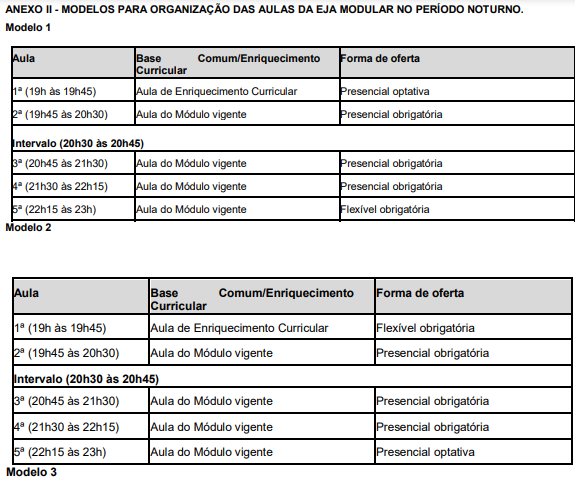 ANEXO II - MODELOS PARA ORGANIZAÇÃO DAS AULAS DA EJA MODULAR NO PERÍODO NOTURNO.
Modelo 1
Aula Base Comum/Enriquecimento Curricular Forma de oferta
1ª (19h às 19h45) Aula de Enriquecimento Curricular Presencial optativa
2ª (19h45 às 20h30) Aula do Módulo vigente Presencial obrigatória
Intervalo (20h30 às 20h45)
3ª (20h45 às 21h30) Aula do Módulo vigente Presencial obrigatória
4ª (21h30 às 22h15) Aula do Módulo vigente Presencial obrigatória
5ª (22h15 às 23h) Aula do Módulo vigente Flexível obrigatória
Modelo 2
Aula Base Comum/Enriquecimento Curricular Forma de oferta
1ª (19h às 19h45) Aula de Enriquecimento Curricular Flexível obrigatória
2ª (19h45 às 20h30) Aula do Módulo vigente Presencial obrigatória
Intervalo (20h30 às 20h45)
3ª (20h45 às 21h30) Aula do Módulo vigente Presencial obrigatória
4ª (21h30 às 22h15) Aula do Módulo vigente Presencial obrigatória
5ª (22h15 às 23h) Aula do Módulo vigente Presencial optativa
Modelo 3